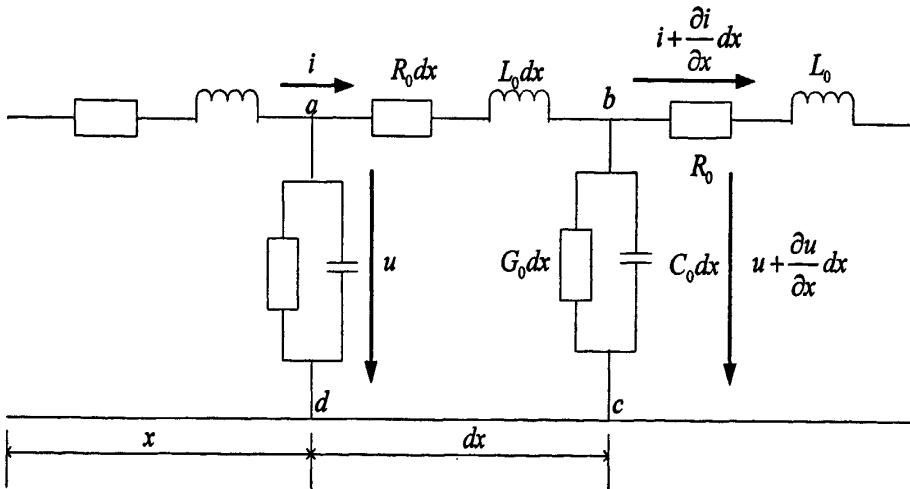 i
R₀dx
L₀dx
i + ∂i/∂x dx
L₀
a
b
R₀
u
G₀dx
C₀dx
u + ∂u/∂x dx
d
c
x
dx